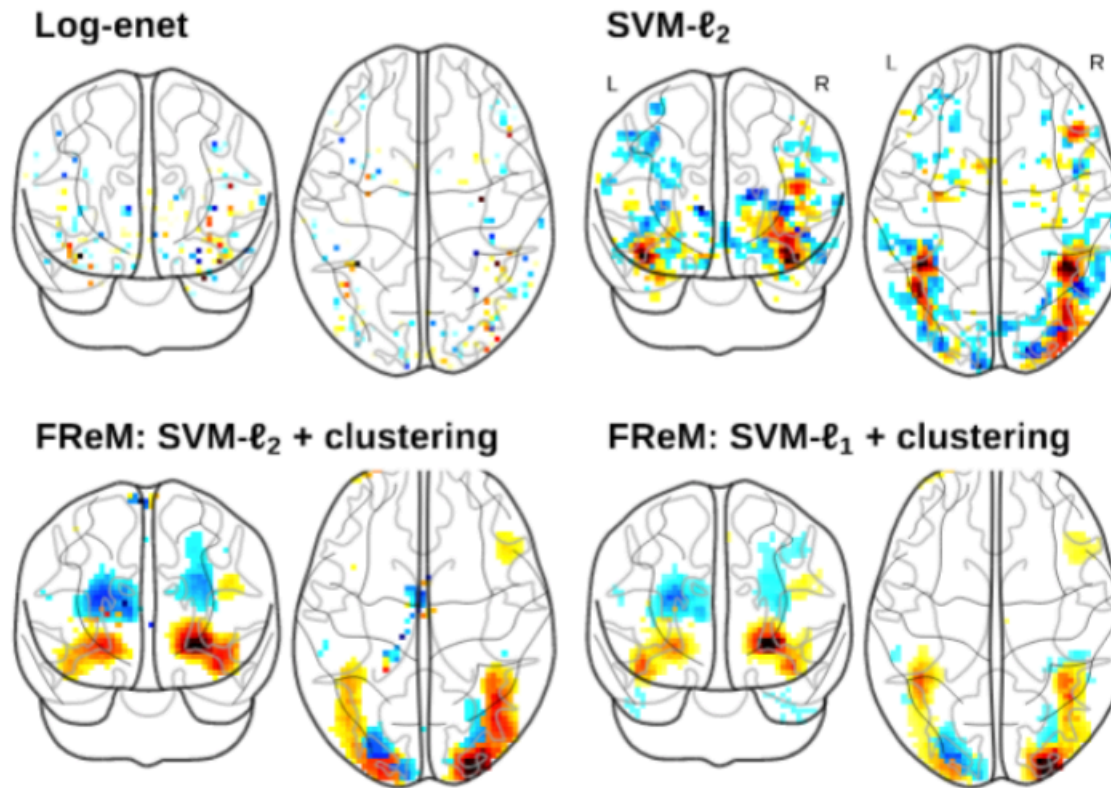 Log-enet
SVM-ℓ₂
L
R
L
R
FReM: SVM-ℓ₂ + clustering
FReM: SVM-ℓ₁ + clustering